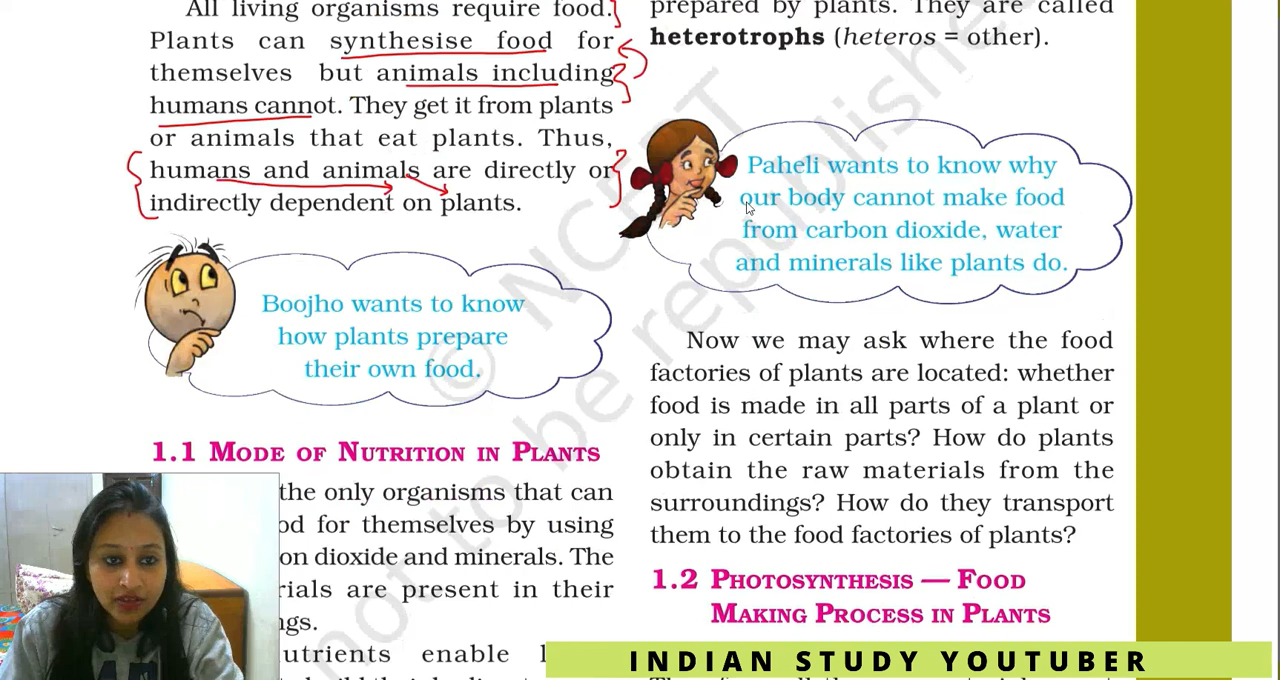 All living organisms require food.
Plants can synthesise food for
themselves but animals including
humans cannot. They get it from plants
or animals that eat plants. Thus,
humans and animals are directly or
indirectly dependent on plants.
Boojho wants to know
how plants prepare
their own food.
1.1 MODE OF NUTRITION IN PLANTS
the only organisms that can
od for themselves by using
on dioxide and minerals. The
rials are present in their
ngs.
utrients enable
prepared by plants. They are called
heterotrophs (heteros = other).
Paheli wants to know why
our body cannot make food
from carbon dioxide, water
and minerals like plants do.
Now we may ask where the food
factories of plants are located: whether
food is made in all parts of a plant or
only in certain parts? How do plants
obtain the raw materials from the
surroundings? How do they transport
them to the food factories of plants?
1.2 PHOTOSYNTHESIS — FOOD
MAKING PROCESS IN PLANTS
© NCERT
not to be republished
INDIAN STUDY YOUTUBER